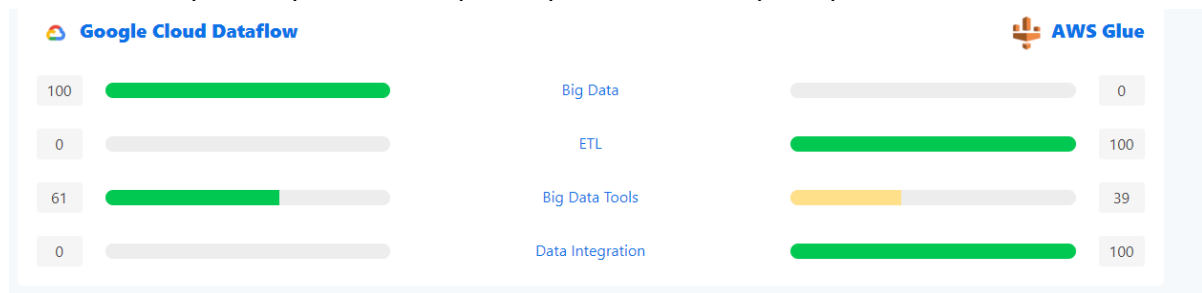 Google Cloud Dataflow AWS Glue
100 Big Data 0
0 ETL 100
61 Big Data Tools 39
0 Data Integration 100